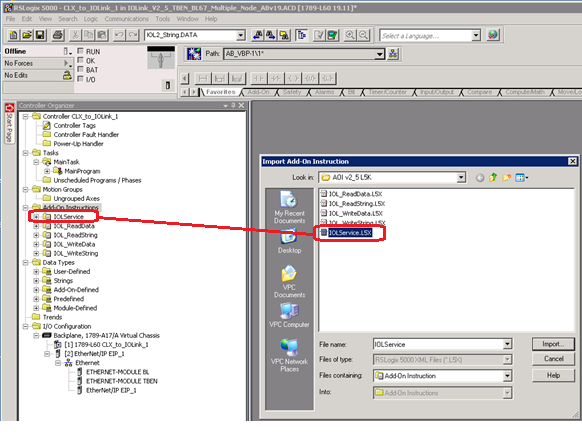 RSLogix 5000 - CLX_to_IOLink_1 in IOLink_V2_5_TBEN_BL67_Multiple_Node_ABv19.ACD [1789-L60 19.11]*
File Edit View Search Logic Communications Tools Window Help
IOL2_String.DATA
Select a Language...
Offline
RUN
No Forces
OK
No Edits
BAT
I/O
Path: AB_VBP-1\1*
Favorites Add-On Safety Alarms Bit Timer/Counter Input/Output Compare Compute/Math Move/Log
Start Page
Controller Organizer
Controller CLX_to_IOLink_1
Controller Tags
Controller Fault Handler
Power-Up Handler
Tasks
MainTask
MainProgram
Unscheduled Programs / Phases
Motion Groups
Ungrouped Axes
Add-On Instructions
IOLService
IOL_ReadData
IOL_ReadString
IOL_WriteData
IOL_WriteString
Data Types
User-Defined
Strings
Add-On-Defined
Predefined
Module-Defined
Trends
I/O Configuration
Backplane, 1789-A17/A Virtual Chassis
[1] 1789-L60 CLX_to_IOLink_1
[2] EtherNet/IP EIP_1
Ethernet
ETHERNET-MODULE BL
ETHERNET-MODULE TBEN
EtherNet/IP EIP_1
Import Add-On Instruction
Look in:
AOI v2_5 L5K
My Recent
Documents
Desktop
VPC
Documents
VPC Computer
VPC Network
Places
IOL_ReadData.L5X
IOL_ReadString.L5X
IOL_WriteData.L5X
IOL_WriteString.L5X
IOLService.L5X
File name:
IOLService
Import...
Files of type:
RSLogix 5000 XML Files (*.L5X)
Cancel
Files containing:
Add-On Instruction
Help
Into:
Add-On Instructions